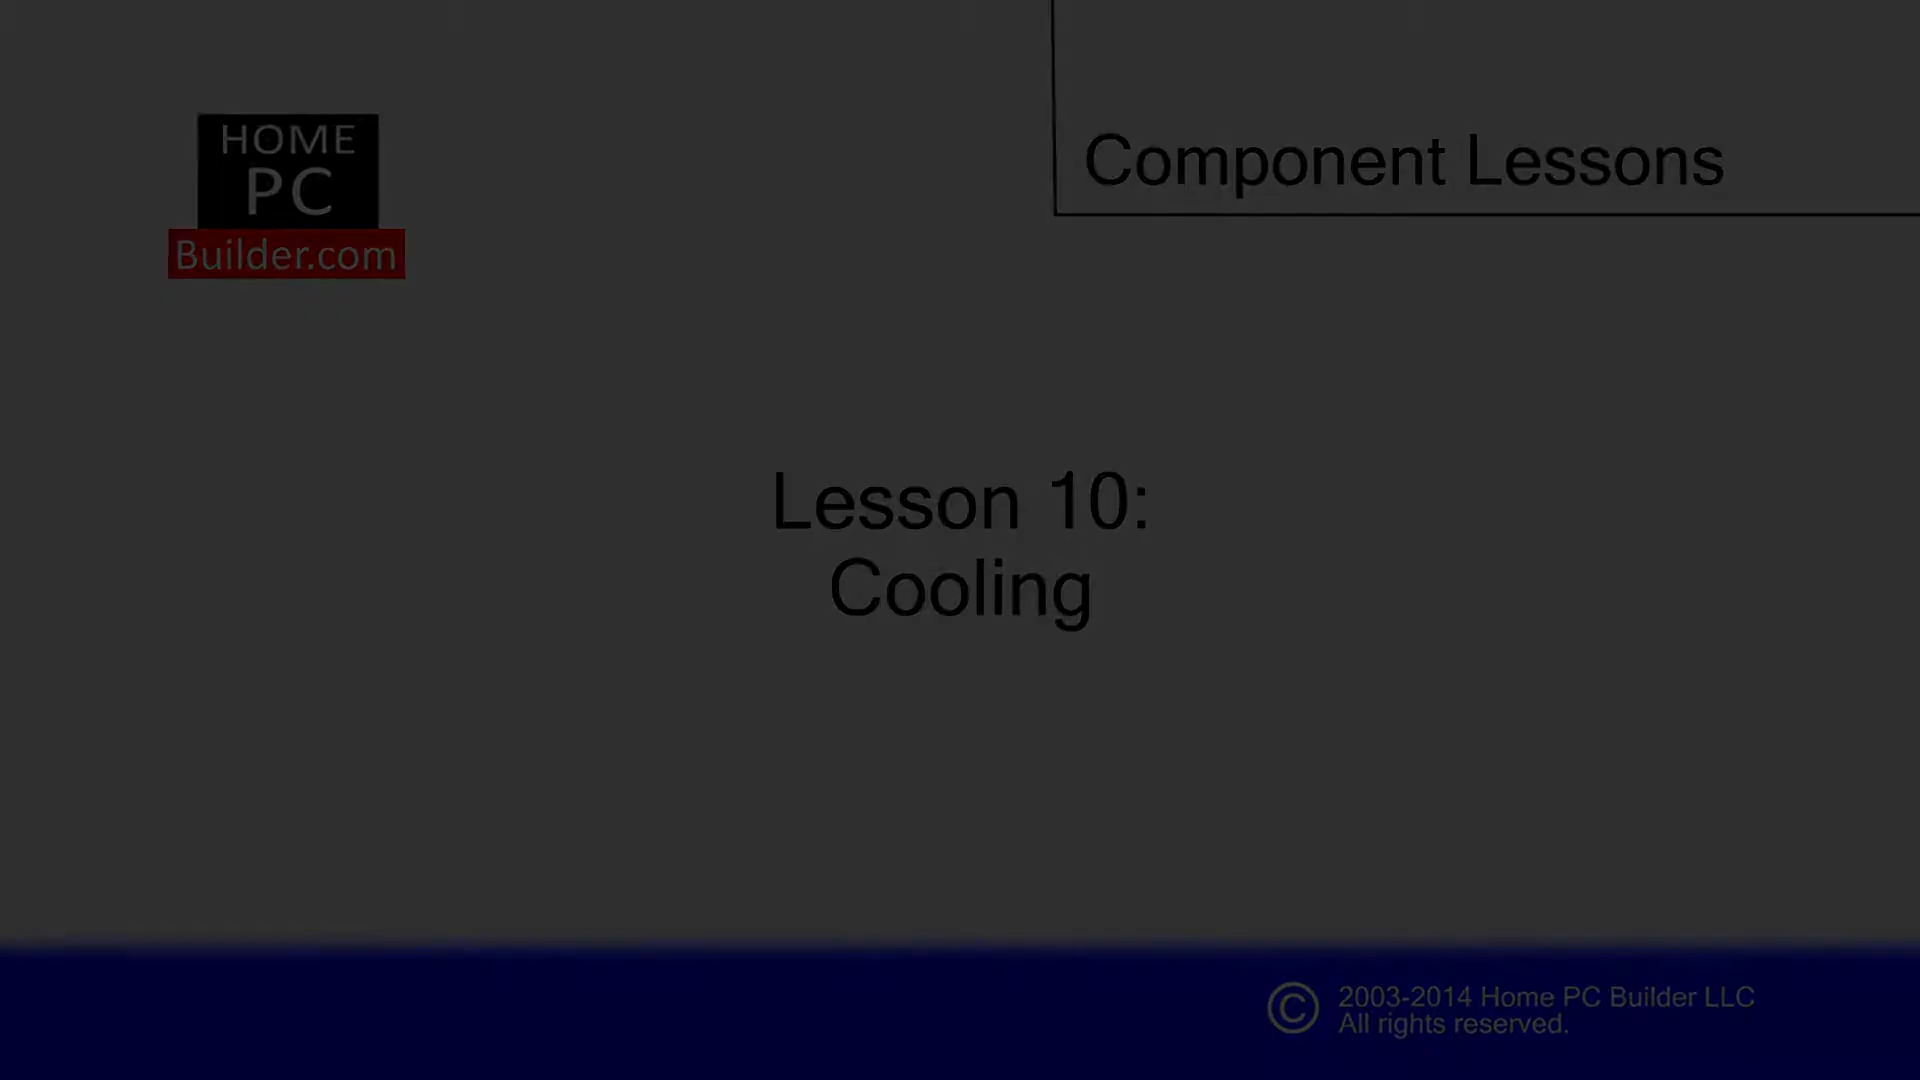 HOME
PC
Builder.com
Component Lessons
Lesson 10:
Cooling
© 2003-2014 Home PC Builder LLC
All rights reserved.